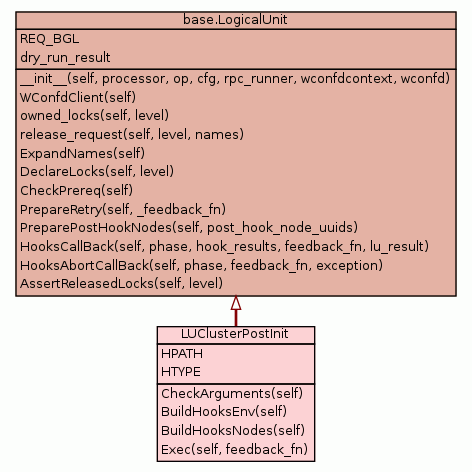 base.LogicalUnit
REQ_BGL
dry_run_result
__init__(self, processor, op, cfg, rpc_runner, wconfdcontext, wconfd)
WConfdClient(self)
owned_locks(self, level)
release_request(self, level, names)
ExpandNames(self)
DeclareLocks(self, level)
CheckPrereq(self)
PrepareRetry(self, _feedback_fn)
PreparePostHookNodes(self, post_hook_node_uuids)
HooksCallBack(self, phase, hook_results, feedback_fn, lu_result)
HooksAbortCallBack(self, phase, feedback_fn, exception)
AssertReleasedLocks(self, level)
LUClusterPostInit
HPATH
HTYPE
CheckArguments(self)
BuildHooksEnv(self)
BuildHooksNodes(self)
Exec(self, feedback_fn)